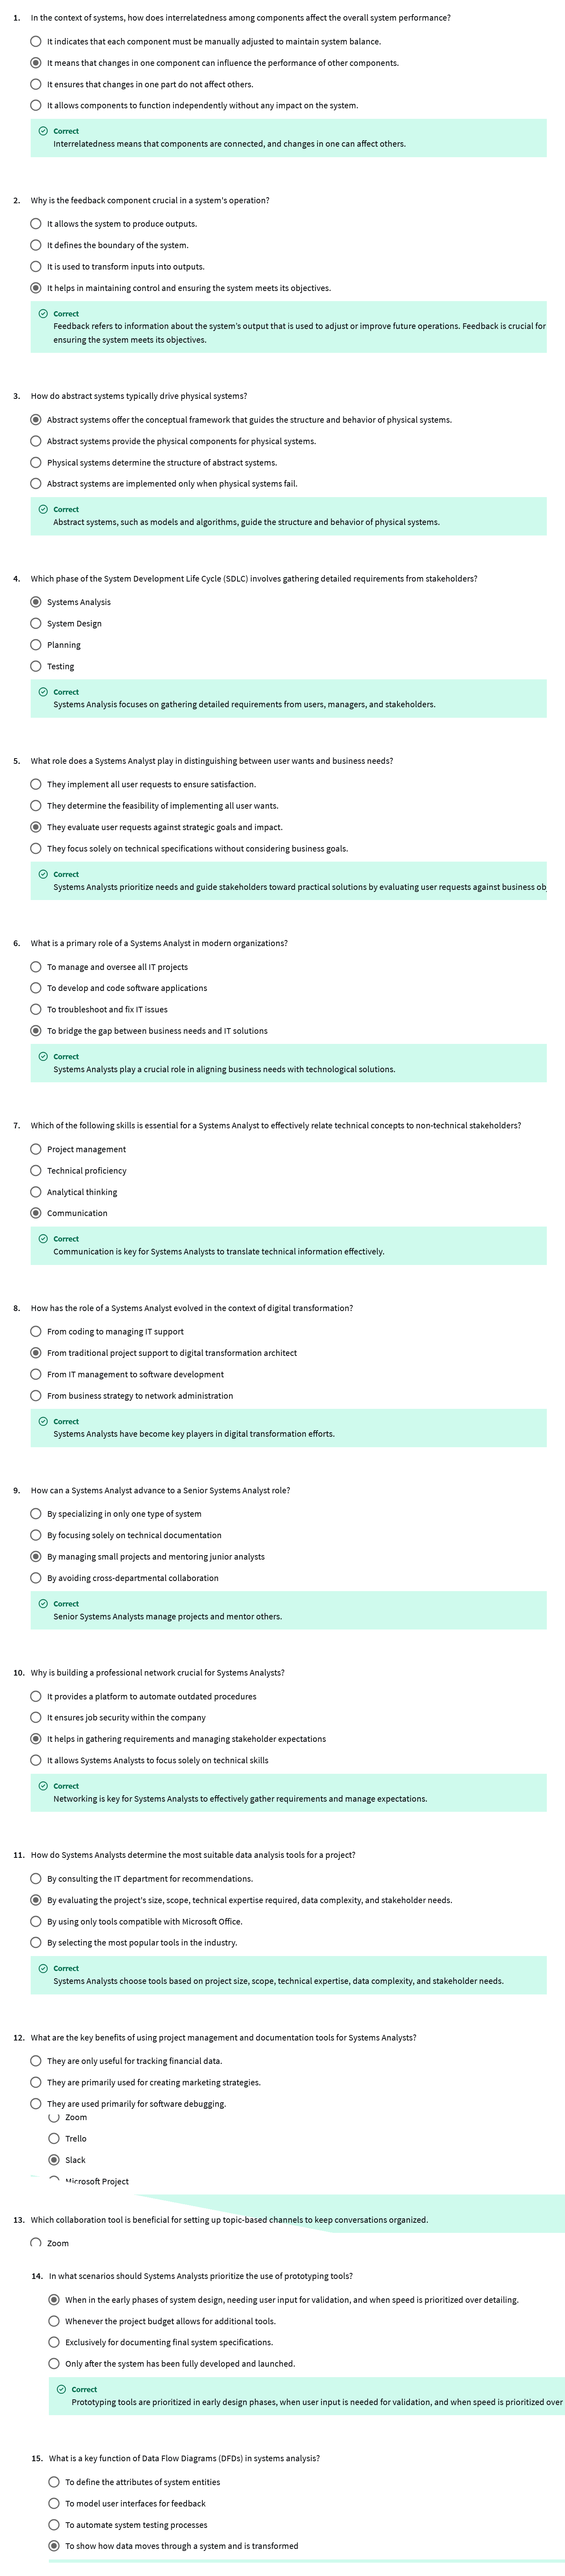 1. In the context of systems, how does interrelatedness among components affect the overall system performance?
It indicates that each component must be manually adjusted to maintain system balance.
It means that changes in one component can influence the performance of other components.
It ensures that changes in one part do not affect others.
It allows components to function independently without any impact on the system.
Correct
Interrelatedness means that components are connected, and changes in one can affect others.
2. Why is the feedback component crucial in a system's operation?
It allows the system to produce outputs.
It defines the boundary of the system.
It is used to transform inputs into outputs.
It helps in maintaining control and ensuring the system meets its objectives.
Correct
Feedback refers to information about the system's output that is used to adjust or improve future operations. Feedback is crucial for
ensuring the system meets its objectives.
3. How do abstract systems typically drive physical systems?
Abstract systems offer the conceptual framework that guides the structure and behavior of physical systems.
Abstract systems provide the physical components for physical systems.
Physical systems determine the structure of abstract systems.
Abstract systems are implemented only when physical systems fail.
Correct
Abstract systems, such as models and algorithms, guide the structure and behavior of physical systems.
4. Which phase of the System Development Life Cycle (SDLC) involves gathering detailed requirements from stakeholders?
Systems Analysis
System Design
Planning
Testing
Correct
Systems Analysis focuses on gathering detailed requirements from users, managers, and stakeholders.
5. What role does a Systems Analyst play in distinguishing between user wants and business needs?
They implement all user requests to ensure satisfaction.
They determine the feasibility of implementing all user wants.
They evaluate user requests against strategic goals and impact.
They focus solely on technical specifications without considering business goals.
Correct
Systems Analysts prioritize needs and guide stakeholders toward practical solutions by evaluating user requests against business ob
6. What is a primary role of a Systems Analyst in modern organizations?
To manage and oversee all IT projects
To develop and code software applications
To troubleshoot and fix IT issues
To bridge the gap between business needs and IT solutions
Correct
Systems Analysts play a crucial role in aligning business needs with technological solutions.
7. Which of the following skills is essential for a Systems Analyst to effectively relate technical concepts to non-technical stakeholders?
Project management
Technical proficiency
Analytical thinking
Communication
Correct
Communication is key for Systems Analysts to translate technical information effectively.
8. How has the role of a Systems Analyst evolved in the context of digital transformation?
From coding to managing IT support
From traditional project support to digital transformation architect
From IT management to software development
From business strategy to network administration
Correct
Systems Analysts have become key players in digital transformation efforts.
9. How can a Systems Analyst advance to a Senior Systems Analyst role?
By specializing in only one type of system
By focusing solely on technical documentation
By managing small projects and mentoring junior analysts
By avoiding cross-departmental collaboration
Correct
Senior Systems Analysts manage projects and mentor others.
10. Why is building a professional network crucial for Systems Analysts?
It provides a platform to automate outdated procedures
It ensures job security within the company
It helps in gathering requirements and managing stakeholder expectations
It allows Systems Analysts to focus solely on technical skills
Correct
Networking is key for Systems Analysts to effectively gather requirements and manage expectations.
11. How do Systems Analysts determine the most suitable data analysis tools for a project?
By consulting the IT department for recommendations.
By evaluating the project's size, scope, technical expertise required, data complexity, and stakeholder needs.
By using only tools compatible with Microsoft Office.
By selecting the most popular tools in the industry.
Correct
Systems Analysts choose tools based on project size, scope, technical expertise, data complexity, and stakeholder needs.
12. What are the key benefits of using project management and documentation tools for Systems Analysts?
They are only useful for tracking financial data.
They are primarily used for creating marketing strategies.
They are used primarily for software debugging.
Zoom
Trello
Slack
Microsoft Project
13. Which collaboration tool is beneficial for setting up topic-based channels to keep conversations organized.
Zoom
14. In what scenarios should Systems Analysts prioritize the use of prototyping tools?
When in the early phases of system design, needing user input for validation, and when speed is prioritized over detailing.
Whenever the project budget allows for additional tools.
Exclusively for documenting final system specifications.
Only after the system has been fully developed and launched.
Correct
Prototyping tools are prioritized in early design phases, when user input is needed for validation, and when speed is prioritized over
15. What is a key function of Data Flow Diagrams (DFDs) in systems analysis?
To define the attributes of system entities
To model user interfaces for feedback
To automate system testing processes
To show how data moves through a system and is transformed